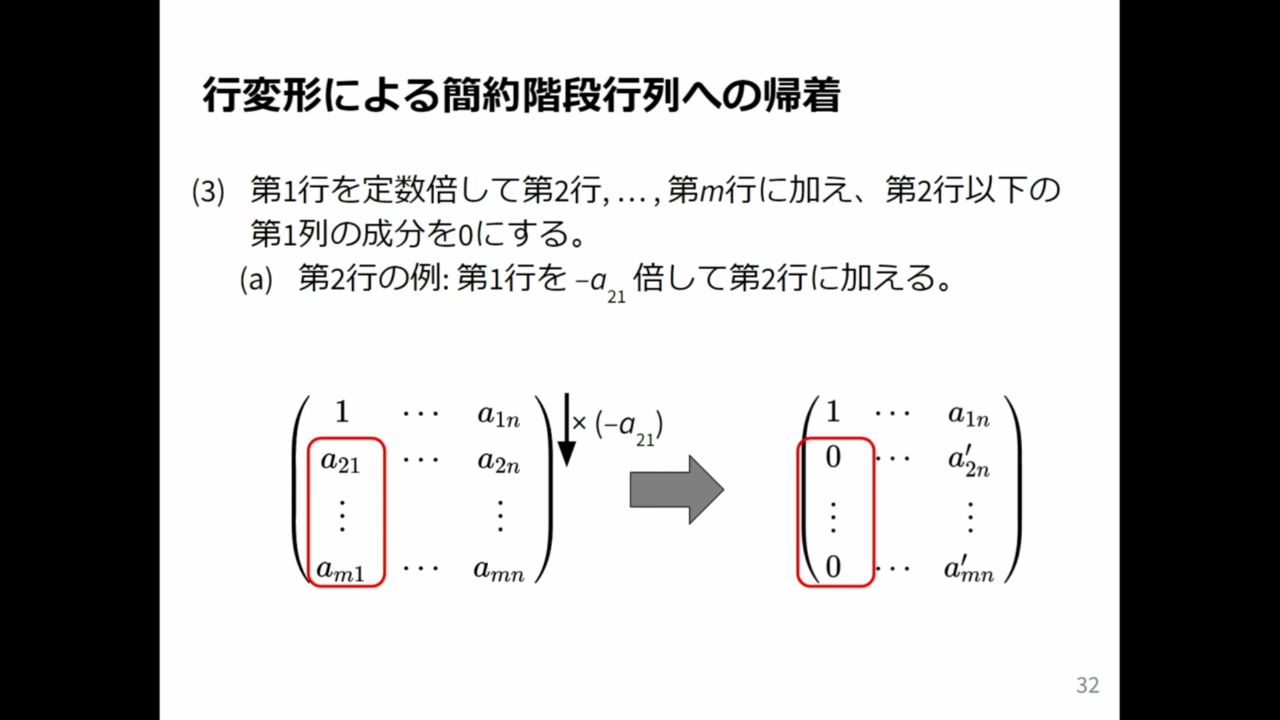 行変形による簡約階段行列への帰着
(3) 第1行を定数倍して第2行, … , 第m行に加え、第2行以下の
第1列の成分を0にする。
(a) 第2行の例: 第1行を –a₂₁ 倍して第2行に加える。
1 ⋯ a₁ₙ
a₂₁ ⋯ a₂ₙ
⋮ ⋮
aₘ₁ ⋯ aₘₙ
× (–a₂₁)
1 ⋯ a₁ₙ
0 ⋯ a′₂ₙ
⋮ ⋮
0 ⋯ a′ₘₙ
32